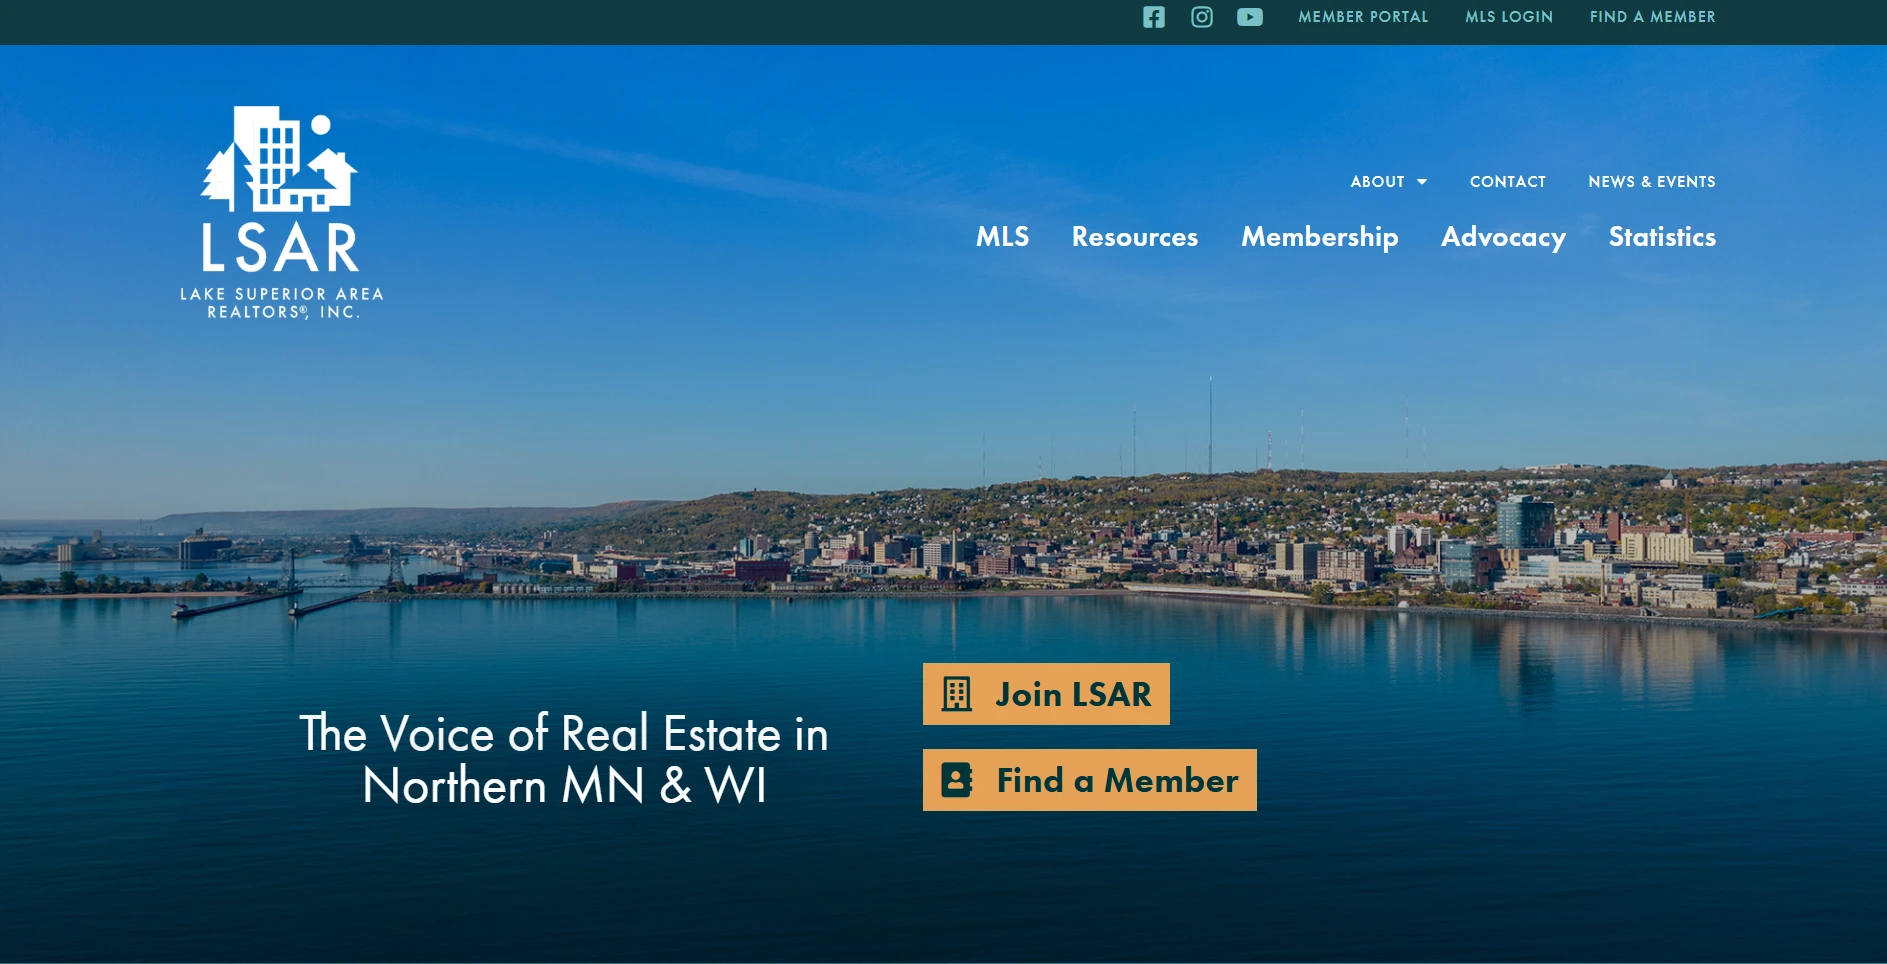 MEMBER PORTAL MLS LOGIN FIND A MEMBER
ABOUT CONTACT NEWS & EVENTS
MLS Resources Membership Advocacy Statistics
LSAR
LAKE SUPERIOR AREA
REALTORS®, INC.
The Voice of Real Estate in
Northern MN & WI
Join LSAR
Find a Member